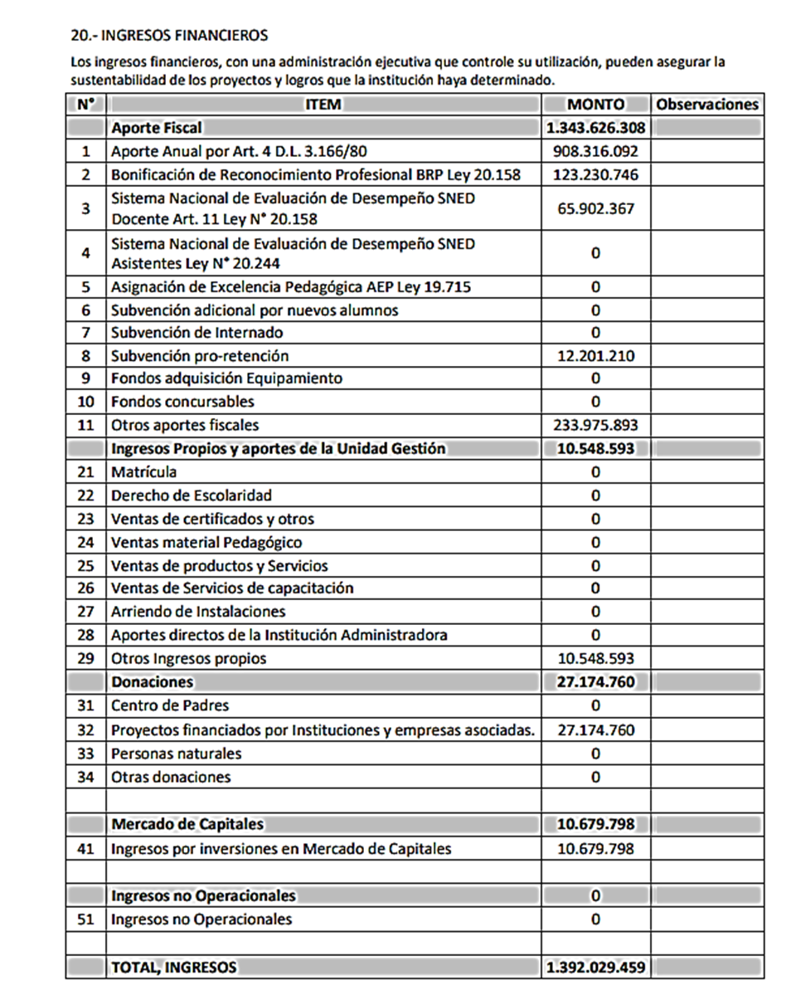 20.- INGRESOS FINANCIEROS
Los ingresos financieros, con una administración ejecutiva que controle su utilización, pueden asegurar la
sustentabilidad de los proyectos y logros que la institución haya determinado.
N° ITEM MONTO Observaciones
Aporte Fiscal 1.343.626.308
1 Aporte Anual por Art. 4 D.L. 3.166/80 908.316.092
2 Bonificación de Reconocimiento Profesional BRP Ley 20.158 123.230.746
3 Sistema Nacional de Evaluación de Desempeño SNED
Docente Art. 11 Ley N° 20.158 65.902.367
4 Sistema Nacional de Evaluación de Desempeño SNED
Asistentes Ley N° 20.244 0
5 Asignación de Excelencia Pedagógica AEP Ley 19.715 0
6 Subvención adicional por nuevos alumnos 0
7 Subvención de Internado 0
8 Subvención pro-retención 12.201.210
9 Fondos adquisición Equipamiento 0
10 Fondos concursables 0
11 Otros aportes fiscales 233.975.893
Ingresos Propios y aportes de la Unidad Gestión 10.548.593
21 Matrícula 0
22 Derecho de Escolaridad 0
23 Ventas de certificados y otros 0
24 Ventas material Pedagógico 0
25 Ventas de productos y Servicios 0
26 Ventas de Servicios de capacitación 0
27 Arriendo de Instalaciones 0
28 Aportes directos de la Institución Administradora 0
29 Otros Ingresos propios 10.548.593
Donaciones 27.174.760
31 Centro de Padres 0
32 Proyectos financiados por Instituciones y empresas asociadas. 27.174.760
33 Personas naturales 0
34 Otras donaciones 0
Mercado de Capitales 10.679.798
41 Ingresos por inversiones en Mercado de Capitales 10.679.798
Ingresos no Operacionales 0
51 Ingresos no Operacionales 0
TOTAL, INGRESOS 1.392.029.459